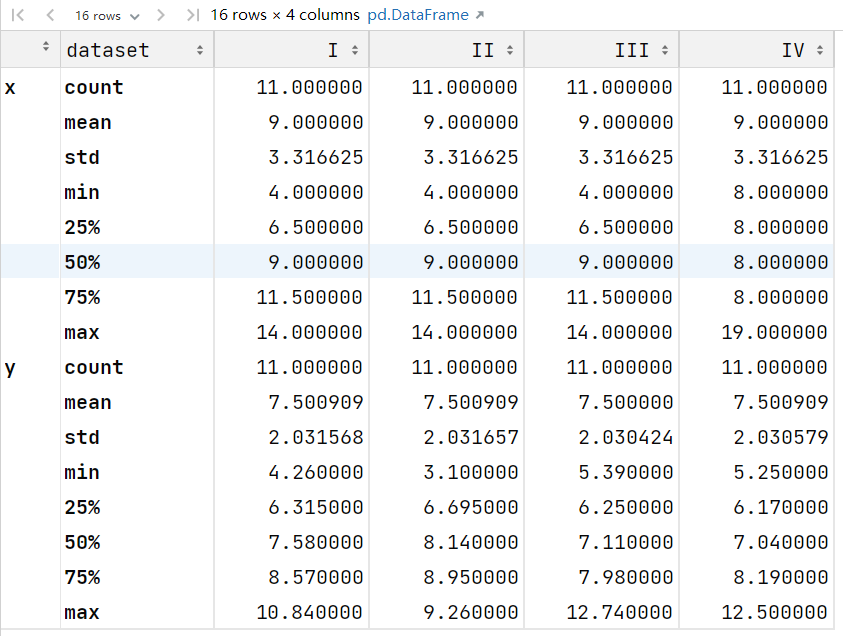 16 rows 16 rows × 4 columns pd.DataFrame
dataset I II III IV
x count 11.000000 11.000000 11.000000 11.000000
mean 9.000000 9.000000 9.000000 9.000000
std 3.316625 3.316625 3.316625 3.316625
min 4.000000 4.000000 4.000000 8.000000
25% 6.500000 6.500000 6.500000 8.000000
50% 9.000000 9.000000 9.000000 8.000000
75% 11.500000 11.500000 11.500000 8.000000
max 14.000000 14.000000 14.000000 19.000000
y count 11.000000 11.000000 11.000000 11.000000
mean 7.500909 7.500909 7.500000 7.500909
std 2.031568 2.031657 2.030424 2.030579
min 4.260000 3.100000 5.390000 5.250000
25% 6.315000 6.695000 6.250000 6.170000
50% 7.580000 8.140000 7.110000 7.040000
75% 8.570000 8.950000 7.980000 8.190000
max 10.840000 9.260000 12.740000 12.500000